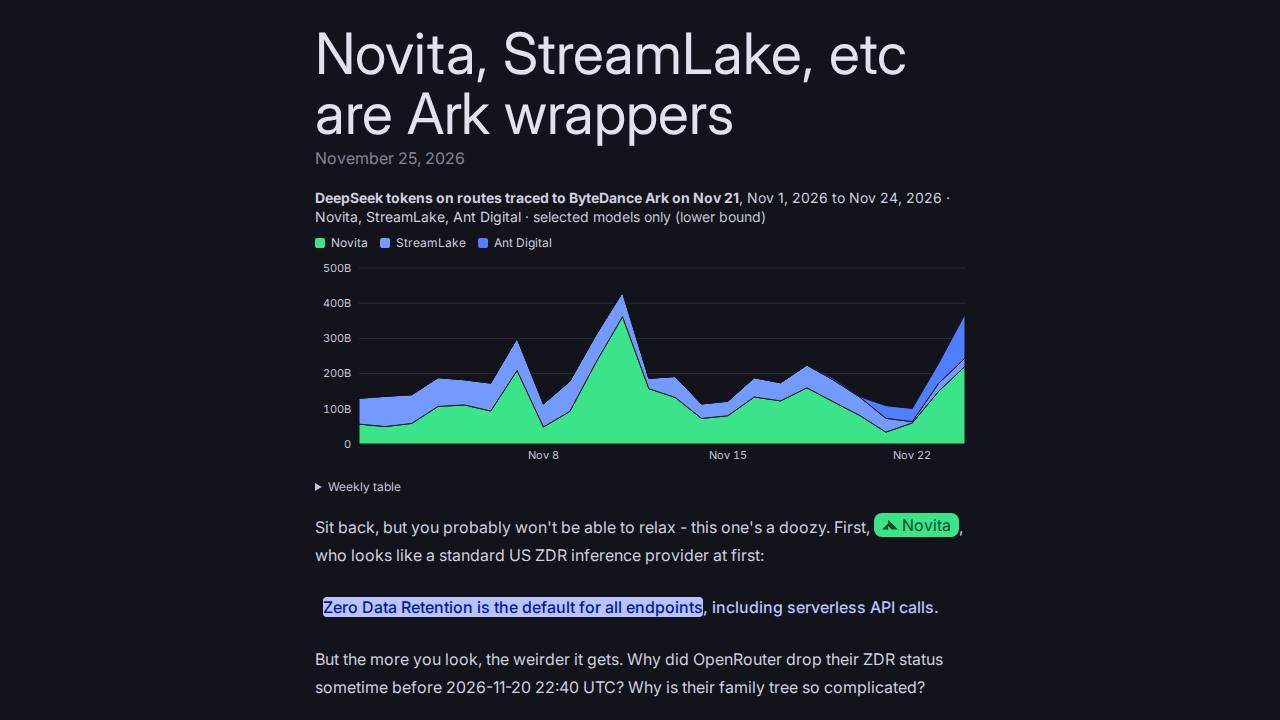 Novita, StreamLake, etc
are Ark wrappers
November 25, 2026
DeepSeek tokens on routes traced to ByteDance Ark on Nov 21, Nov 1, 2026 to Nov 24, 2026 ·
Novita, StreamLake, Ant Digital · selected models only (lower bound)
Novita StreamLake Ant Digital
500B
400B
300B
200B
100B
0
Nov 8 Nov 15 Nov 22
Weekly table
Sit back, but you probably won't be able to relax - this one's a doozy. First, Novita,
who looks like a standard US ZDR inference provider at first:
Zero Data Retention is the default for all endpoints, including serverless API calls.
But the more you look, the weirder it gets. Why did OpenRouter drop their ZDR status
sometime before 2026-11-20 22:40 UTC? Why is their family tree so complicated?